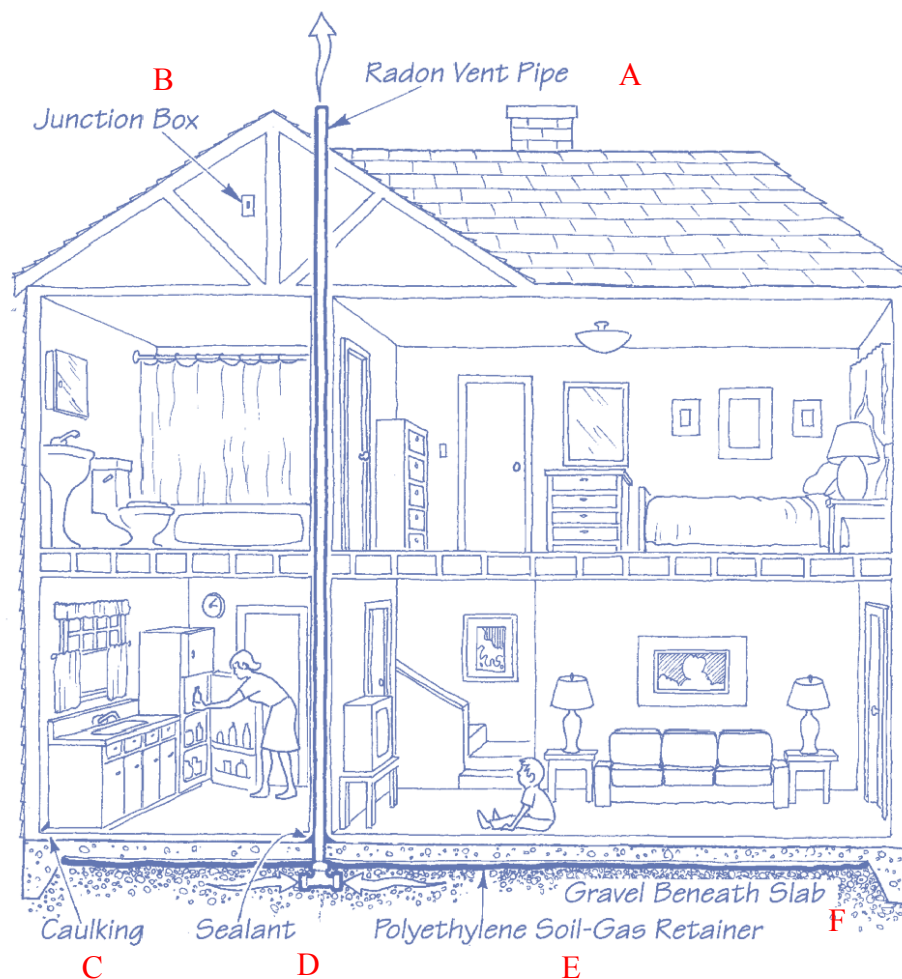 A
B
Radon Vent Pipe
Junction Box
Gravel Beneath Slab
F
Caulking
Sealant
Polyethylene Soil-Gas Retainer
C
D
E